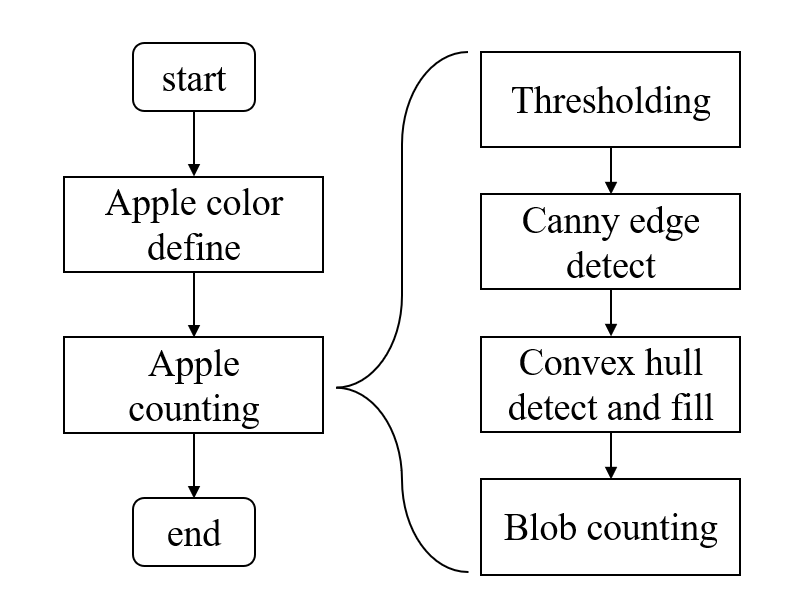 start
Apple color
define
Apple
counting
end
Thresholding
Canny edge
detect
Convex hull
detect and fill
Blob counting